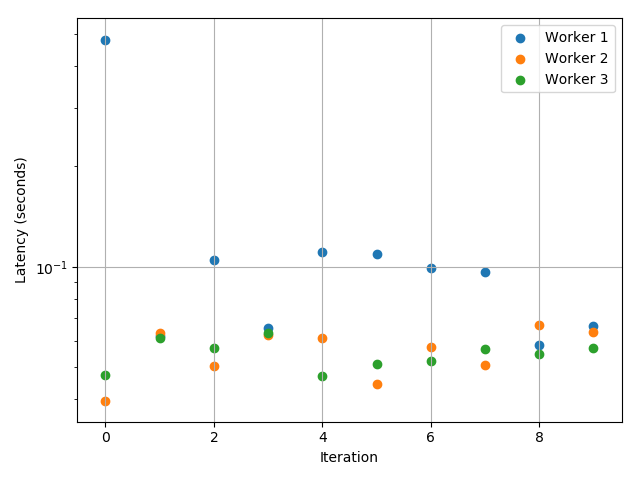 Worker 1
Worker 2
Worker 3
Latency (seconds)
10⁻¹
0 2 4 6 8
Iteration